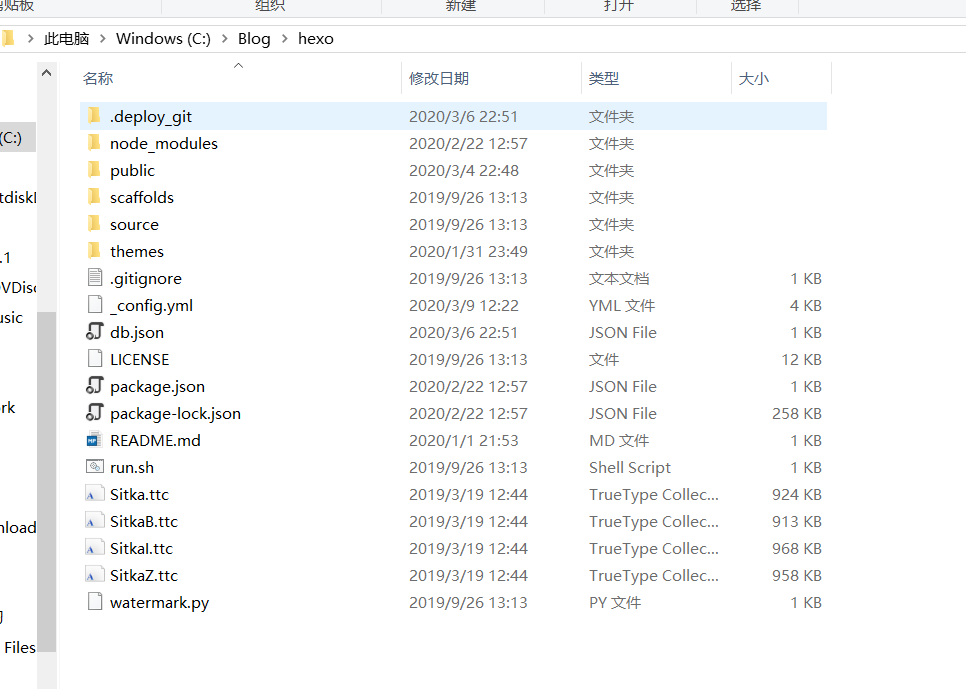 组织 新建 打开 选择
此电脑 Windows (C:) Blog hexo
名称 修改日期 类型 大小
.deploy_git 2020/3/6 22:51 文件夹
(C:) node_modules 2020/2/22 12:57 文件夹
public 2020/3/4 22:48 文件夹
scaffolds 2019/9/26 13:13 文件夹
source 2019/9/26 13:13 文件夹
.1 themes 2020/1/31 23:49 文件夹
.gitignore 2019/9/26 13:13 文本文档 1 KB
_config.yml 2020/3/9 12:22 YML 文件 4 KB
db.json 2020/3/6 22:51 JSON File 1 KB
LICENSE 2019/9/26 13:13 文件 12 KB
package.json 2020/2/22 12:57 JSON File 1 KB
package-lock.json 2020/2/22 12:57 JSON File 258 KB
README.md 2020/1/1 21:53 MD 文件 1 KB
run.sh 2019/9/26 13:13 Shell Script 1 KB
Sitka.ttc 2019/3/19 12:44 TrueType Collec... 924 KB
SitkaB.ttc 2019/3/19 12:44 TrueType Collec... 913 KB
SitkaI.ttc 2019/3/19 12:44 TrueType Collec... 968 KB
SitkaZ.ttc 2019/3/19 12:44 TrueType Collec... 958 KB
watermark.py 2019/9/26 13:13 PY 文件 1 KB
Files